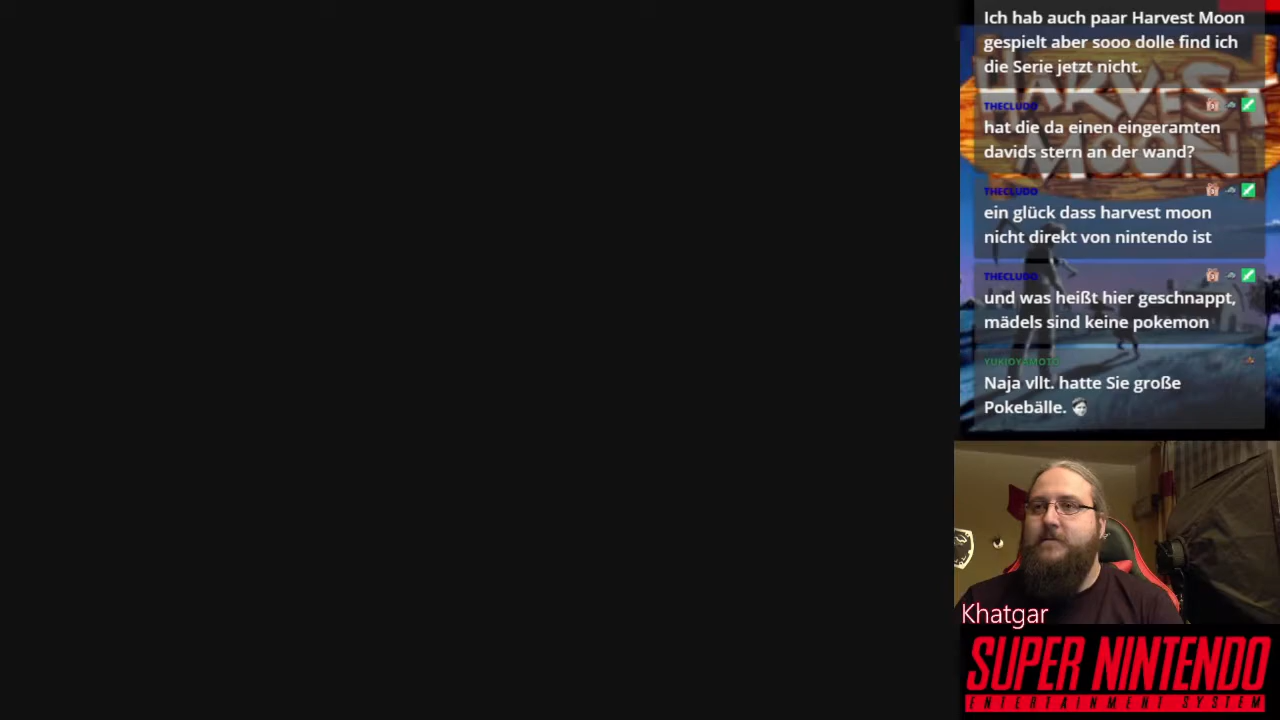 Ich hab auch paar Harvest Moon
gespielt aber sooo dolle find ich
die Serie jetzt nicht.
THECLUDO
hat die da einen eingeramten
davids stern an der wand?
THECLUDO
ein glück dass harvest moon
nicht direkt von nintendo ist
THECLUDO
und was heißt hier geschnappt,
mädels sind keine pokemon
YUKIOYAMOTO
Naja vllt. hatte Sie große
Pokebälle.
HARVEST
MOON
Khatgar
SUPER NINTENDO
ENTERTAINMENT SYSTEM